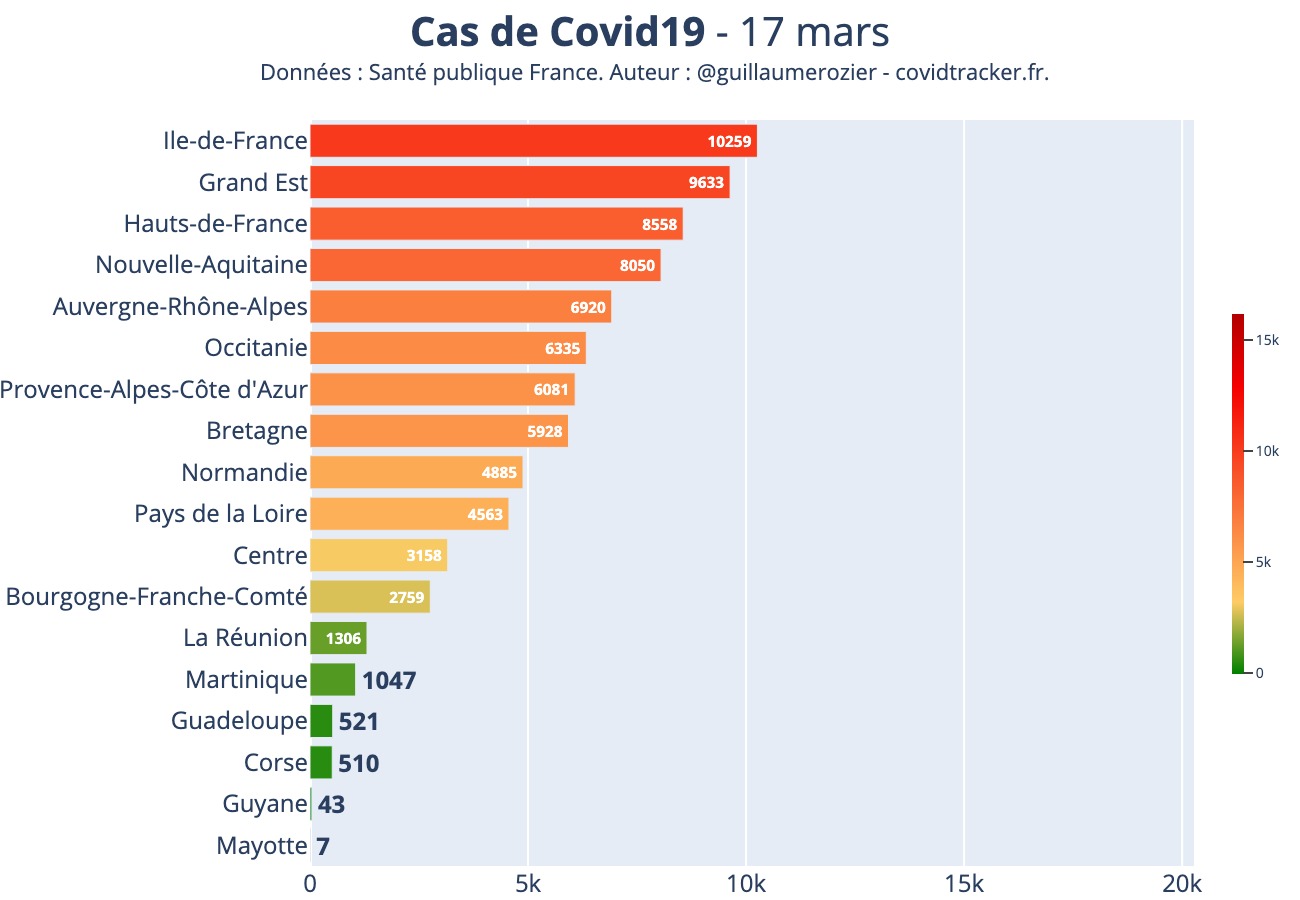 Cas de Covid19 - 17 mars
Données : Santé publique France. Auteur : @guillaumerozier - covidtracker.fr.
Ile-de-France 10259
Grand Est 9633
Hauts-de-France 8558
Nouvelle-Aquitaine 8050
Auvergne-Rhône-Alpes 6920
Occitanie 6335
Provence-Alpes-Côte d'Azur 6081
Bretagne 5928
Normandie 4885
Pays de la Loire 4563
Centre 3158
Bourgogne-Franche-Comté 2759
La Réunion 1306
Martinique 1047
Guadeloupe 521
Corse 510
Guyane 43
Mayotte 7
0 5k 10k 15k 20k
15k
10k
5k
0